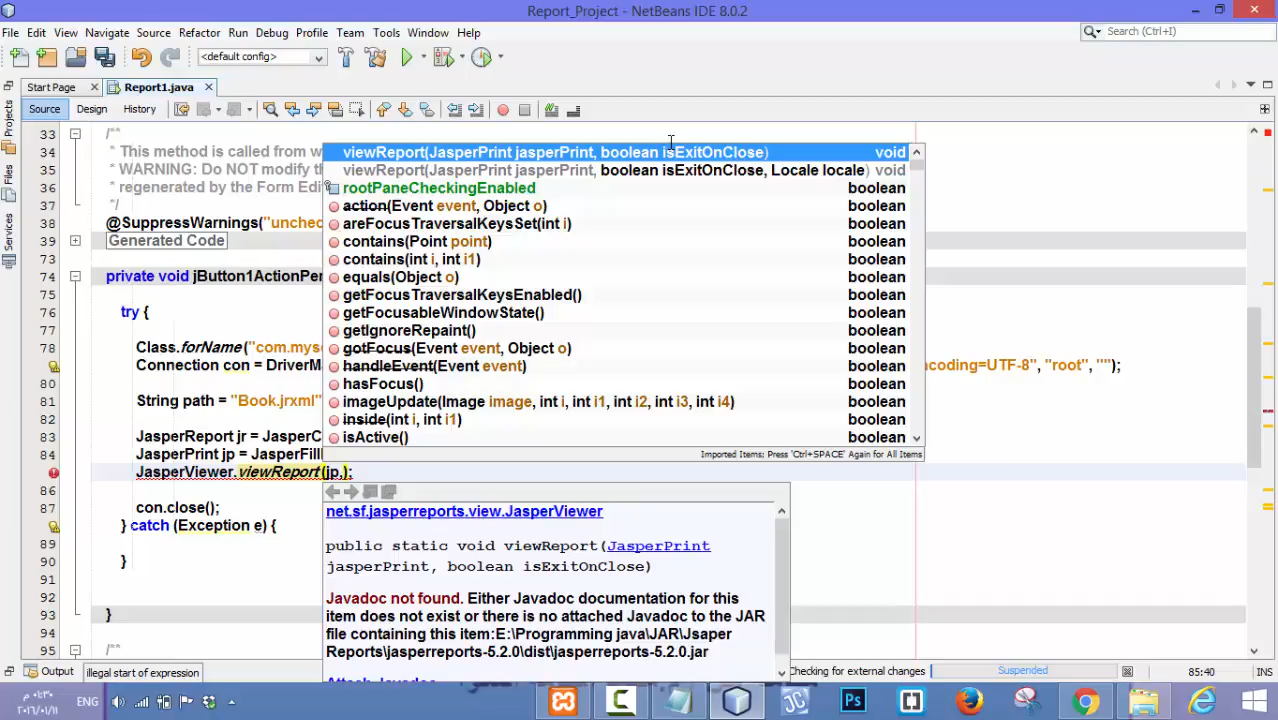 Report_Project - NetBeans IDE 8.0.2
File Edit View Navigate Source Refactor Run Debug Profile Team Tools Window Help
Search (Ctrl+I)
<default config>
Start Page
Report1.java
Source Design History
Projects
Files
Services
33 /**
34 * This method is called from w
35 * WARNING: Do NOT modify th
36 * regenerated by the Form Edi
37 */
38 @SuppressWarnings("unchec
39 Generated Code
73
74 private void jButton1ActionPer
75
76 try {
77
78 Class.forName("com.mys
Connection con = DriverMa
ncoding=UTF-8", "root", "");
80
81 String path = "Book.jrxml"
82
83 JasperReport jr = JasperC
84 JasperPrint jp = JasperFill
JasperViewer.viewReport(jp,);
86
87 con.close();
} catch (Exception e) {
89
90 }
91
92
93 }
94
95 /**
viewReport(JasperPrint jasperPrint, boolean isExitOnClose) void
viewReport(JasperPrint jasperPrint, boolean isExitOnClose, Locale locale) void
rootPaneCheckingEnabled boolean
action(Event event, Object o) boolean
areFocusTraversalKeysSet(int i) boolean
contains(Point point) boolean
contains(int i, int i1) boolean
equals(Object o) boolean
getFocusTraversalKeysEnabled() boolean
getFocusableWindowState() boolean
getIgnoreRepaint() boolean
gotFocus(Event event, Object o) boolean
handleEvent(Event event) boolean
hasFocus() boolean
imageUpdate(Image image, int i, int i1, int i2, int i3, int i4) boolean
inside(int i, int i1) boolean
isActive() boolean
Imported Items: Press 'Ctrl+SPACE' Again for All Items
net.sf.jasperreports.view.JasperViewer
public static void viewReport(JasperPrint
jasperPrint, boolean isExitOnClose)
Javadoc not found. Either Javadoc documentation for this
item does not exist or there is no attached Javadoc to the JAR
file containing this item:E:\Programming java\JAR\Jsaper
Reports\jasperreports-5.2.0\dist\jasperreports-5.2.0.jar
Attach Javadoc
Output
illegal start of expression
Checking for external changes
Suspended
85:40
INS
ENG